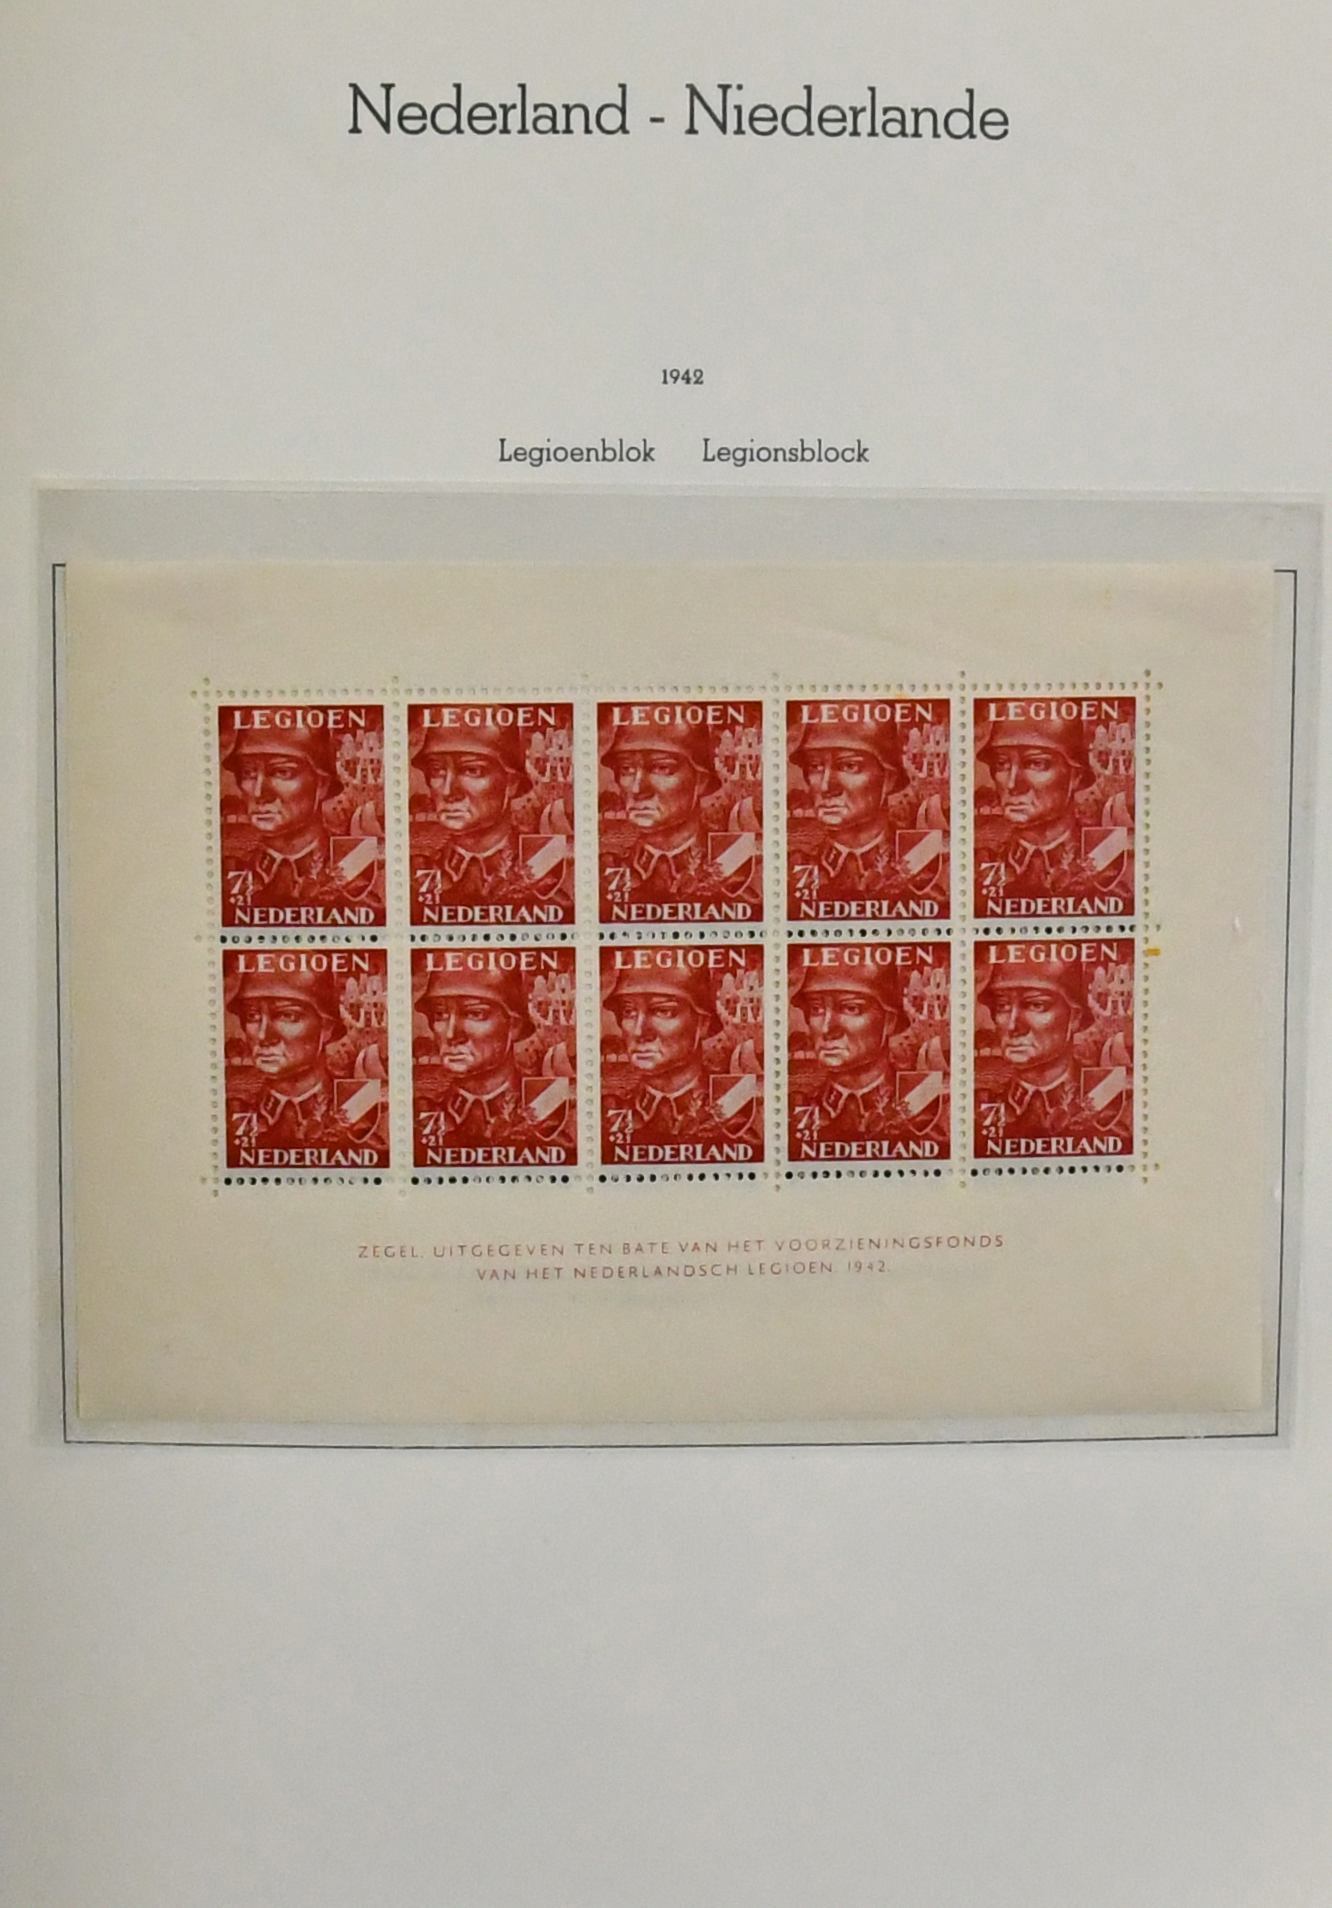 Nederland - Niederlande
1942
Legioenblok Legionsblock
LEGIOEN LEGIOEN LEGIOEN LEGIOEN LEGIOEN
7½ 7½ 7½ 7½ 7½
+2½ +2½ +2½ +2½ +2½
NEDERLAND NEDERLAND NEDERLAND NEDERLAND NEDERLAND
LEGIOEN LEGIOEN LEGIOEN LEGIOEN LEGIOEN
7½ 7½ 7½ 7½ 7½
+2½ +2½ +2½ +2½ +2½
NEDERLAND NEDERLAND NEDERLAND NEDERLAND NEDERLAND
ZEGEL, UITGEGEVEN TEN BATE VAN HET VOORZIENINGSFONDS
VAN HET NEDERLANDSCH LEGIOEN. 1942.